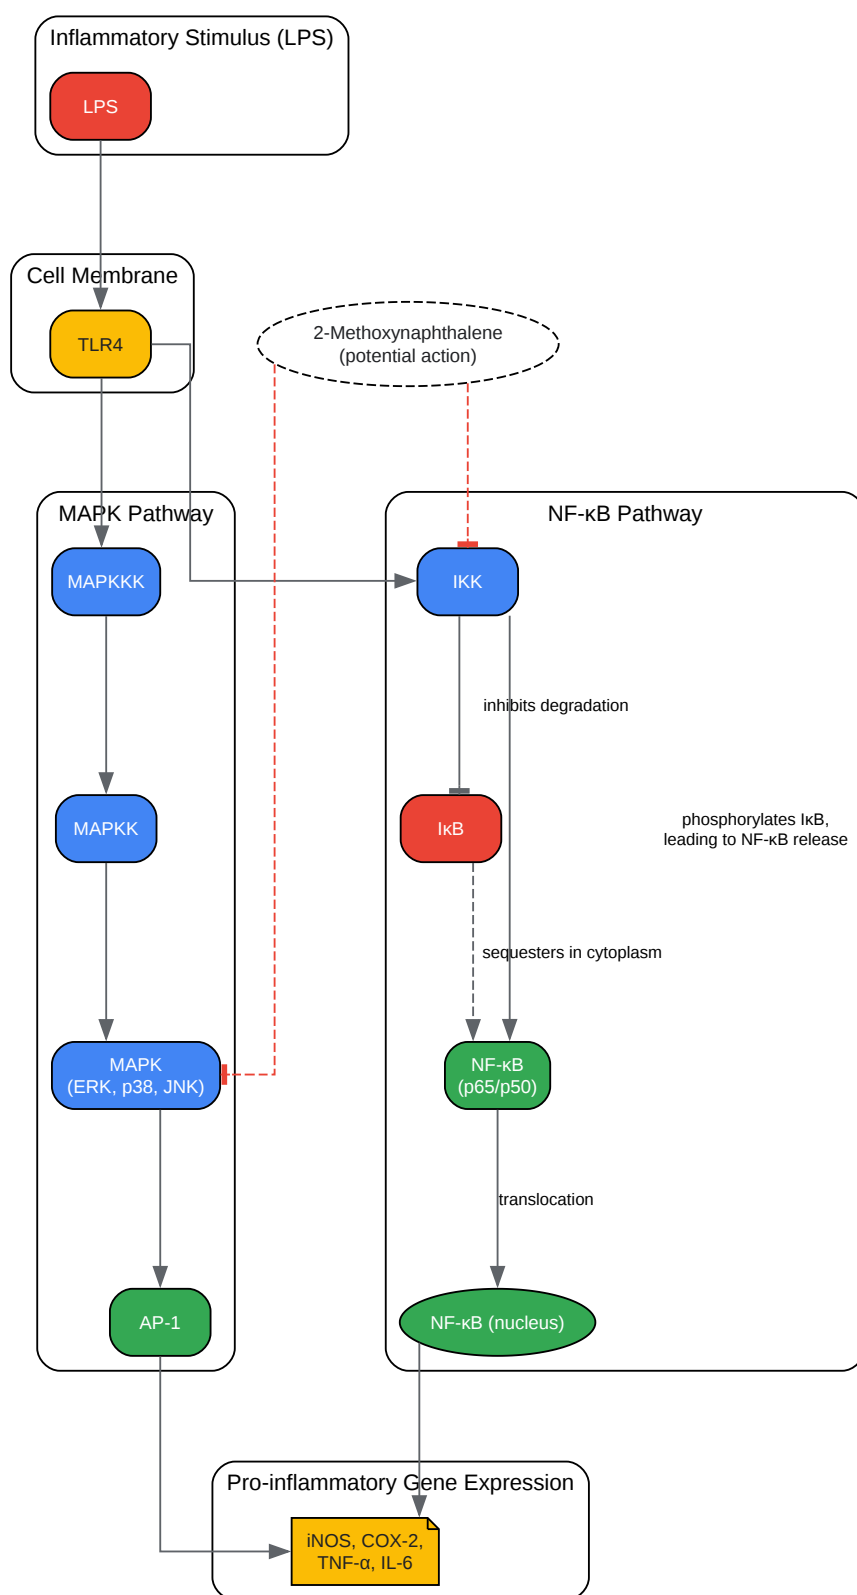 Inflammatory Stimulus (LPS)
LPS
Cell Membrane
TLR4
2-Methoxynaphthalene
(potential action)
MAPK Pathway
NF-κB Pathway
MAPKKK
IKK
inhibits degradation
MAPKK
IκB
phosphorylates IκB,
leading to NF-κB release
sequesters in cytoplasm
MAPK
(ERK, p38, JNK)
NF-κB
(p65/p50)
translocation
AP-1
NF-κB (nucleus)
Pro-inflammatory Gene Expression
iNOS, COX-2,
TNF-α, IL-6